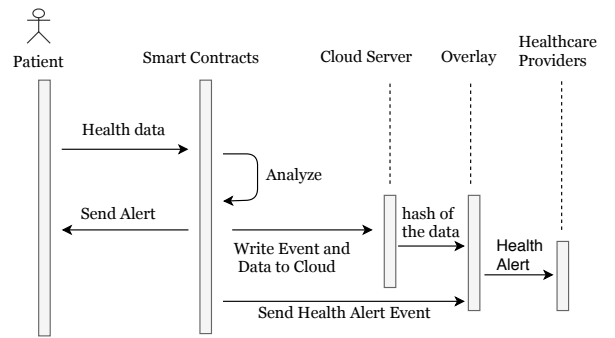 Patient
Smart Contracts
Cloud Server
Overlay
Healthcare
Providers
Health data
Analyze
Send Alert
Write Event and
Data to Cloud
hash of
the data
Health
Alert
Send Health Alert Event